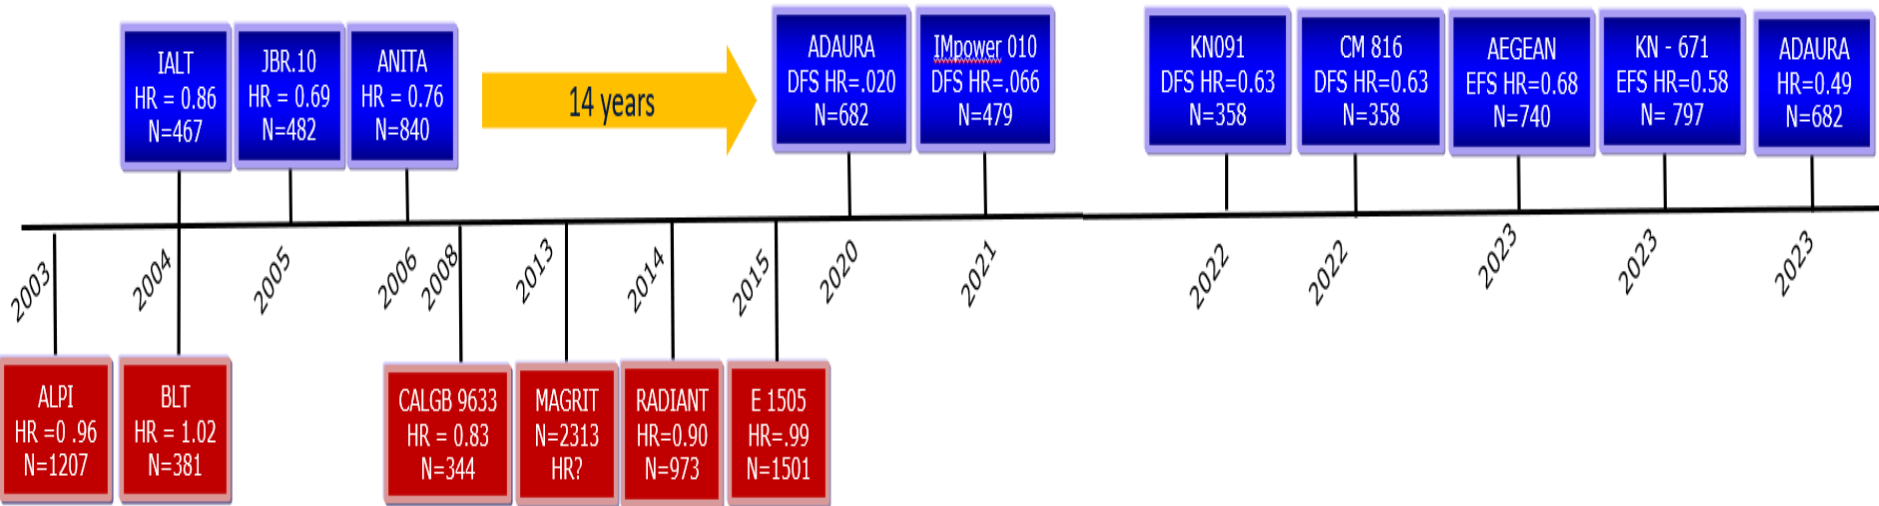 IALT
HR = 0.86
N=467
JBR.10
HR = 0.69
N=482
ANITA
HR = 0.76
N=840
14 years
ADAURA
DFS HR=.020
N=682
IMpower 010
DFS HR=.066
N=479
KN091
DFS HR=0.63
N=358
CM 816
DFS HR=0.63
N=358
AEGEAN
EFS HR=0.68
N=740
KN - 671
EFS HR=0.58
N= 797
ADAURA
HR=0.49
N=682
2003
2004
2005
2006
2008
2013
2014
2015
2020
2021
2022
2022
2023
2023
2023
ALPI
HR =0 .96
N=1207
BLT
HR = 1.02
N=381
CALGB 9633
HR = 0.83
N=344
MAGRIT
N=2313
HR?
RADIANT
HR=0.90
N=973
E 1505
HR=.99
N=1501